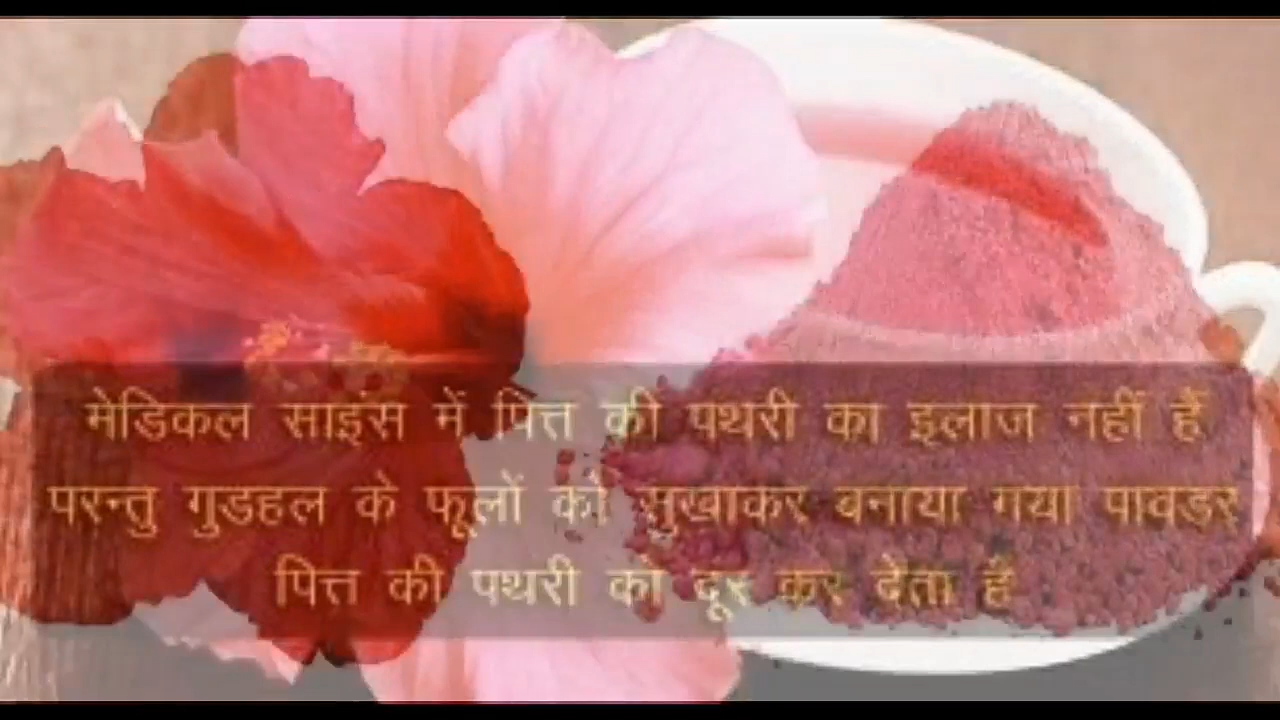 मेडिकल साइंस में पित्त की पथरी का इलाज नहीं हैं
परन्तु गुडहल के फूलों को सुखाकर बनाया गया पावडर
पित्त की पथरी को दूर कर देता है